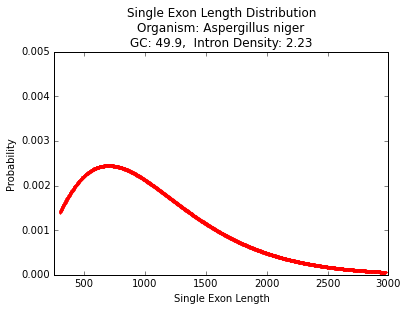 Single Exon Length Distribution
Organism: Aspergillus niger
GC: 49.9,  Intron Density: 2.23
0.005
0.004
0.003
0.002
0.001
0.000
Probability
500 1000 1500 2000 2500 3000
Single Exon Length